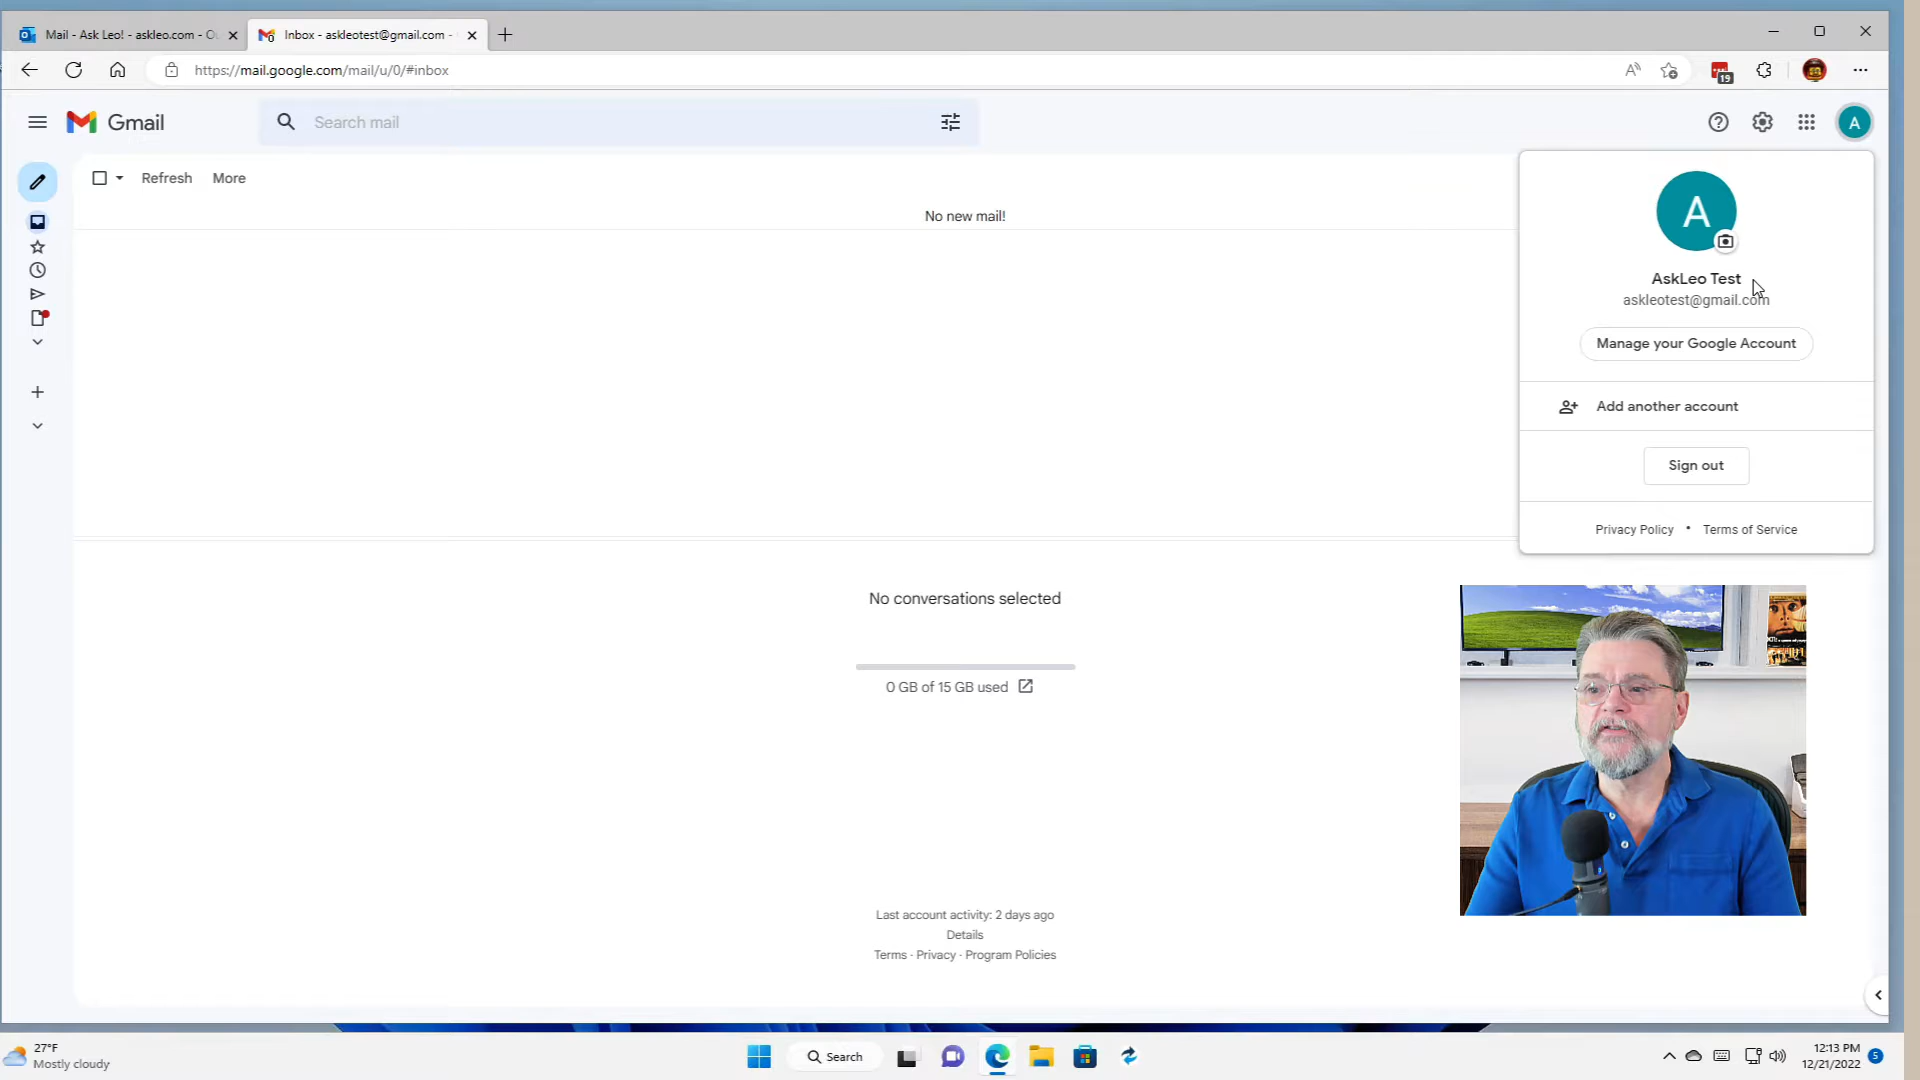 Mail - Ask Leo! - askleo.com - O
Inbox - askleotest@gmail.com -
https://mail.google.com/mail/u/0/#inbox
19
Gmail
Search mail
A
Refresh
More
No new mail!
A
AskLeo Test
askleotest@gmail.com
Manage your Google Account
Add another account
Sign out
Privacy Policy • Terms of Service
No conversations selected
0 GB of 15 GB used
Last account activity: 2 days ago
Details
Terms · Privacy · Program Policies
27°F
Mostly cloudy
Search
12:13 PM
12/21/2022
5